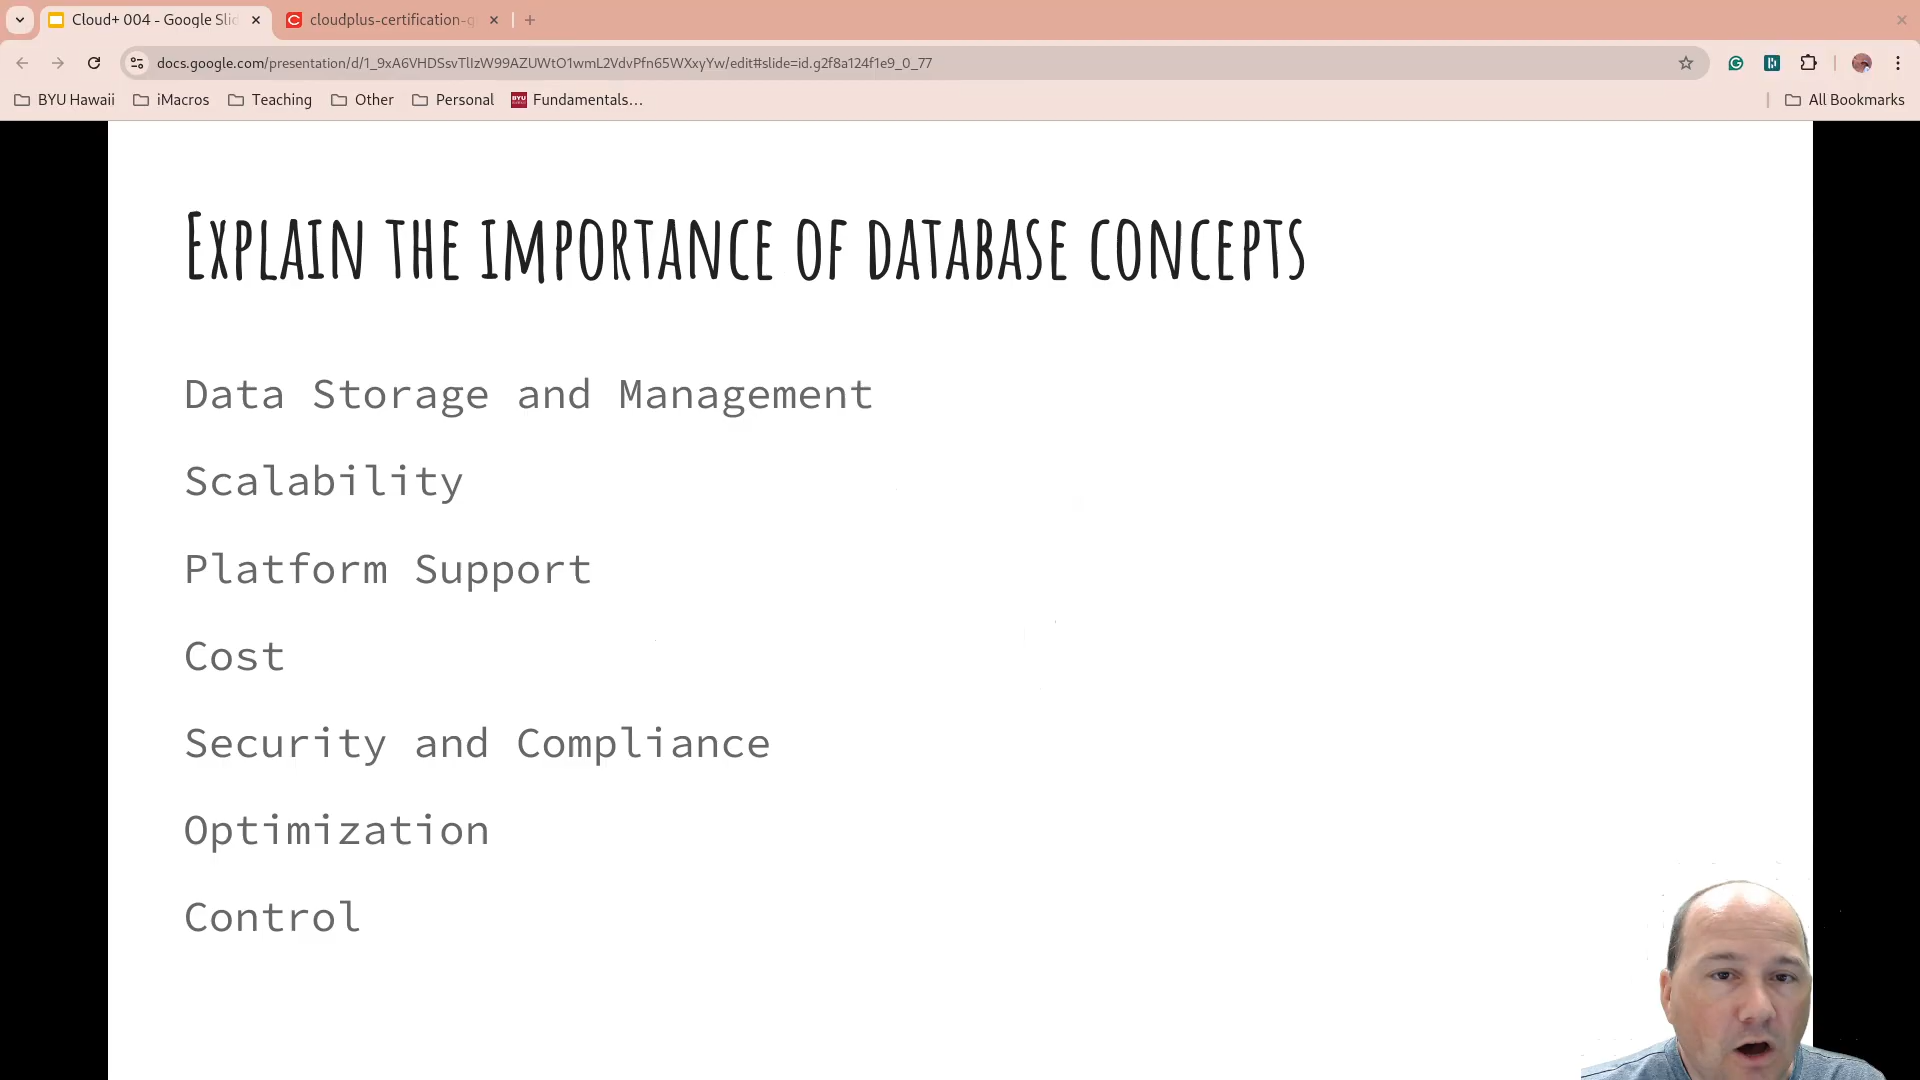 Cloud+ 004 - Google Slid
cloudplus-certification-q
docs.google.com/presentation/d/1_9xA6VHDSsvTlIzW99AZUWtO1wmL2VdvPfn65WXxyYw/edit#slide=id.g2f8a124f1e9_0_77
BYU Hawaii iMacros Teaching Other Personal Fundamentals... All Bookmarks
Explain the importance of database concepts
Data Storage and Management
Scalability
Platform Support
Cost
Security and Compliance
Optimization
Control